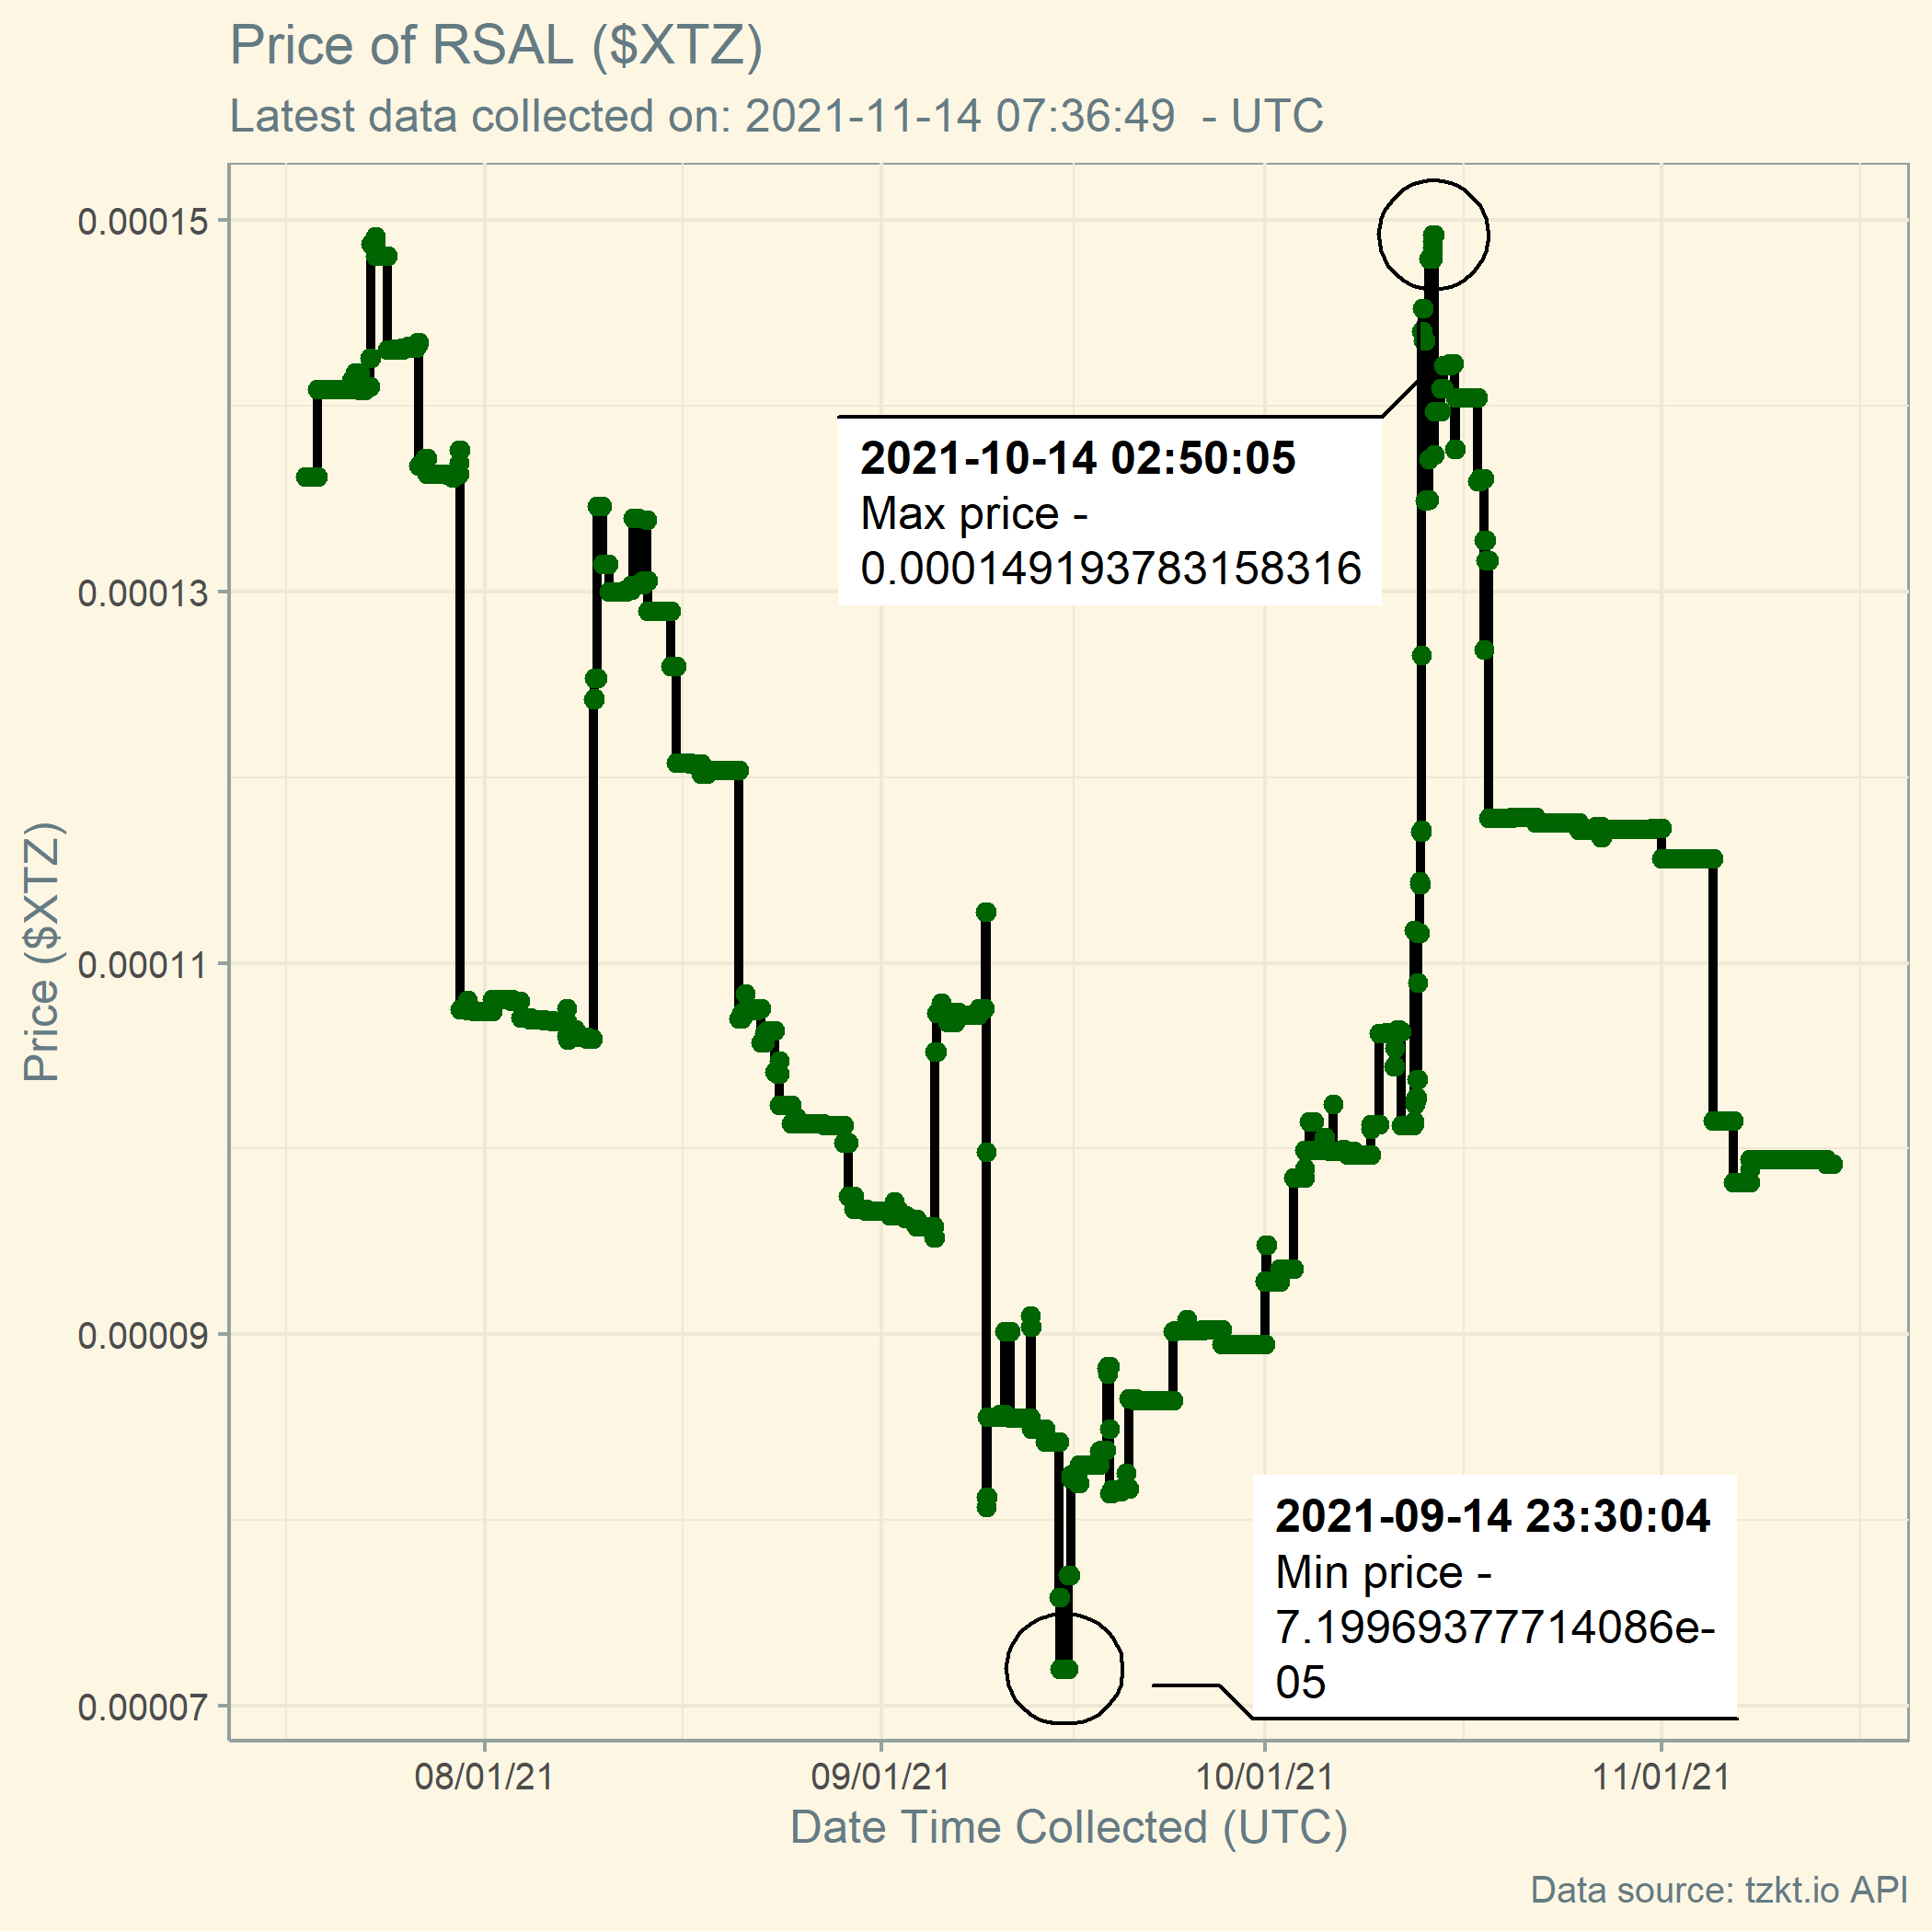 Price of RSAL ($XTZ)
Latest data collected on: 2021-11-14 07:36:49  - UTC
0.00015
0.00013
0.00011
0.00009
0.00007
Price ($XTZ)
2021-10-14 02:50:05
Max price -
0.000149193783158316
2021-09-14 23:30:04
Min price -
7.19969377714086e-
05
08/01/21
09/01/21
10/01/21
11/01/21
Date Time Collected (UTC)
Data source: tzkt.io API